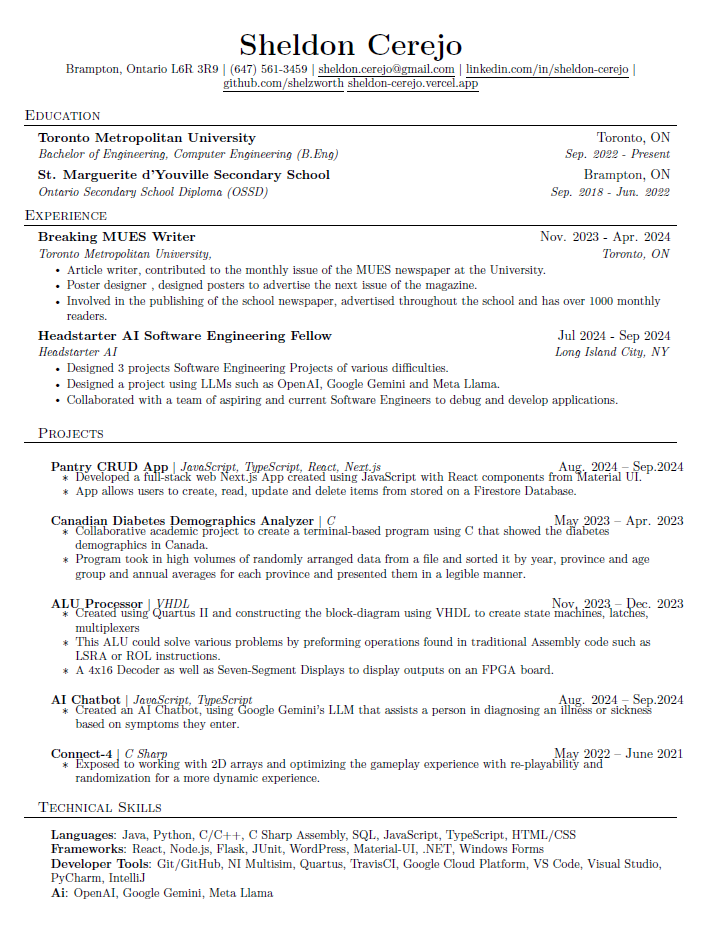 Sheldon Cerejo
Brampton, Ontario L6R 3R9 | (647) 561-3459 | sheldon.cerejo@gmail.com | linkedin.com/in/sheldon-cerejo |
github.com/shelzworth sheldon-cerejo.vercel.app
Education
Toronto Metropolitan University Toronto, ON
Bachelor of Engineering, Computer Engineering (B.Eng) Sep. 2022 - Present
St. Marguerite d'Youville Secondary School Brampton, ON
Ontario Secondary School Diploma (OSSD) Sep. 2018 - Jun. 2022
Experience
Breaking MUES Writer Nov. 2023 - Apr. 2024
Toronto Metropolitan University, Toronto, ON
• Article writer, contributed to the monthly issue of the MUES newspaper at the University.
• Poster designer , designed posters to advertise the next issue of the magazine.
• Involved in the publishing of the school newspaper, advertised throughout the school and has over 1000 monthly
readers.
Headstarter AI Software Engineering Fellow Jul 2024 - Sep 2024
Headstarter AI Long Island City, NY
• Designed 3 projects Software Engineering Projects of various difficulties.
• Designed a project using LLMs such as OpenAI, Google Gemini and Meta Llama.
• Collaborated with a team of aspiring and current Software Engineers to debug and develop applications.
Projects
Pantry CRUD App | JavaScript, TypeScript, React, Next.js Aug. 2024 – Sep.2024
* Developed a full-stack web Next.js App created using JavaScript with React components from Material UI.
* App allows users to create, read, update and delete items from stored on a Firestore Database.
Canadian Diabetes Demographics Analyzer | C May 2023 – Apr. 2023
* Collaborative academic project to create a terminal-based program using C that showed the diabetes
demographics in Canada.
* Program took in high volumes of randomly arranged data from a file and sorted it by year, province and age
group and annual averages for each province and presented them in a legible manner.
ALU Processor | VHDL Nov. 2023 – Dec. 2023
* Created using Quartus II and constructing the block-diagram using VHDL to create state machines, latches,
multiplexers
* This ALU could solve various problems by preforming operations found in traditional Assembly code such as
LSRA or ROL instructions.
* A 4x16 Decoder as well as Seven-Segment Displays to display outputs on an FPGA board.
AI Chatbot | JavaScript, TypeScript Aug. 2024 – Sep.2024
* Created an AI Chatbot, using Google Gemini's LLM that assists a person in diagnosing an illness or sickness
based on symptoms they enter.
Connect-4 | C Sharp May 2022 – June 2021
* Exposed to working with 2D arrays and optimizing the gameplay experience with re-playability and
randomization for a more dynamic experience.
Technical Skills
Languages: Java, Python, C/C++, C Sharp Assembly, SQL, JavaScript, TypeScript, HTML/CSS
Frameworks: React, Node.js, Flask, JUnit, WordPress, Material-UI, .NET, Windows Forms
Developer Tools: Git/GitHub, NI Multisim, Quartus, TravisCI, Google Cloud Platform, VS Code, Visual Studio,
PyCharm, IntelliJ
Ai: OpenAI, Google Gemini, Meta Llama